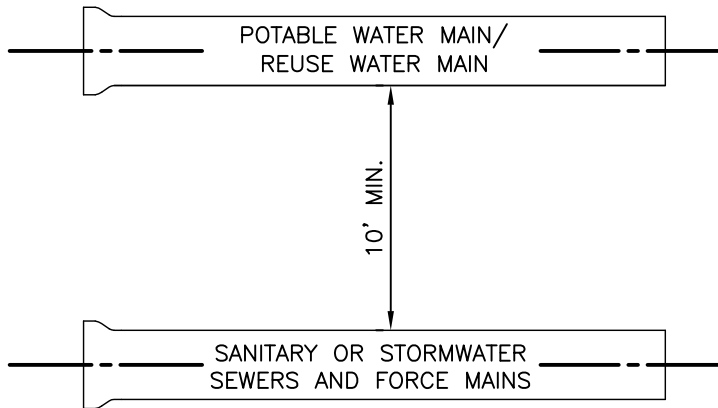 POTABLE WATER MAIN/
REUSE WATER MAIN
10' MIN.
SANITARY OR STORMWATER
SEWERS AND FORCE MAINS